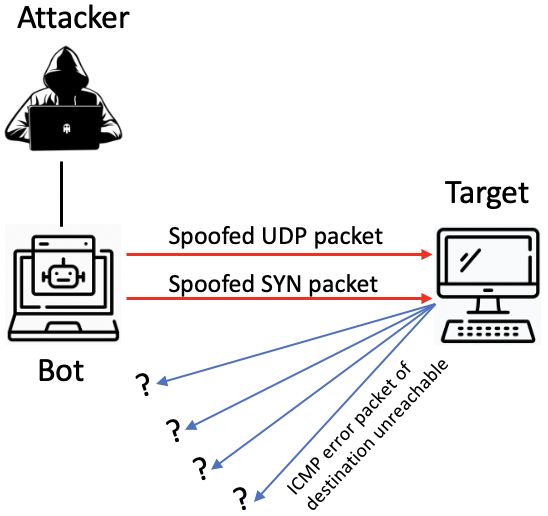 Attacker
Target
Spoofed UDP packet
Spoofed SYN packet
Bot
?
?
?
?
ICMP error packet of
destination unreachable